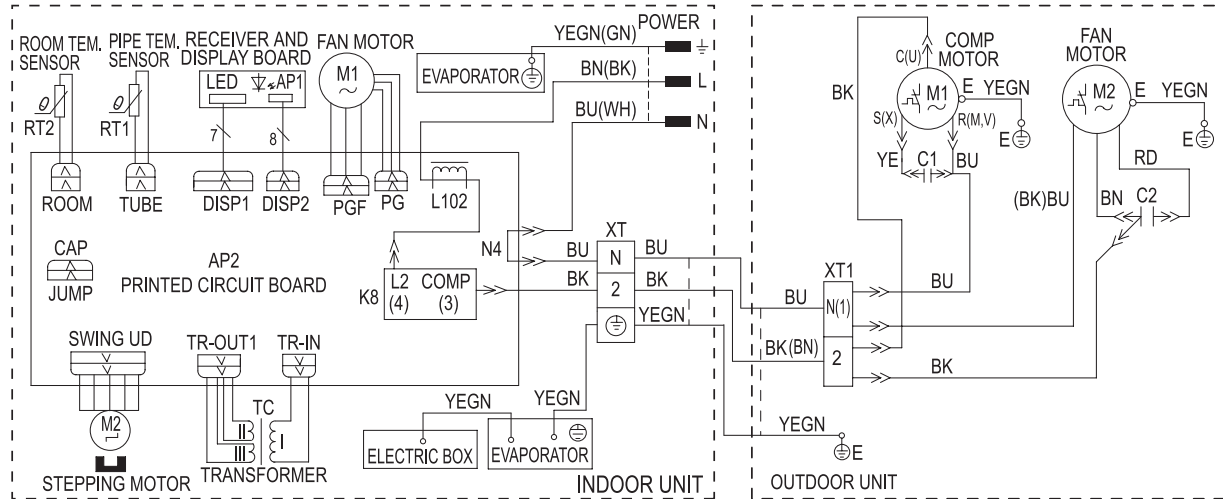 ROOM TEM.
SENSOR
PIPE TEM.
SENSOR
RECEIVER AND
DISPLAY BOARD
FAN MOTOR
POWER
YEGN(GN)
LED
AP1
M1
EVAPORATOR
BN(BK)
L
BU(WH)
N
θ
RT2
θ
RT1
7
8
ROOM
TUBE
DISP1
DISP2
PGF
PG
L102
CAP
JUMP
AP2
PRINTED CIRCUIT BOARD
K8
L2
(4)
COMP
(3)
N4
BU
BK
XT
N
2
BU
BK
YEGN
SWING UD
TR-OUT1
TR-IN
M2
TC
STEPPING MOTOR
TRANSFORMER
YEGN
YEGN
ELECTRIC BOX
EVAPORATOR
INDOOR UNIT
C(U)
COMP
MOTOR
FAN
MOTOR
BK
M1
E
YEGN
M2
E
YEGN
S(X)
R(M,V)
E
E
YE
C1
BU
RD
(BK)BU
BN
C2
XT1
BU
N(1)
BU
BK(BN)
2
BK
YEGN
E
OUTDOOR UNIT